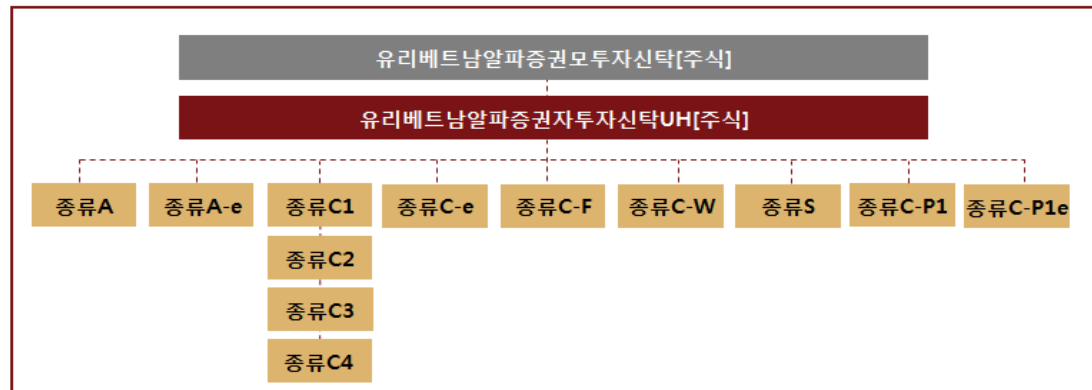 유리베트남알파증권모투자신탁[주식]
유리베트남알파증권자투자신탁UH[주식]
종류A
종류A-e
종류C1
종류C-e
종류C-F
종류C-W
종류S
종류C-P1
종류C-P1e
종류C2
종류C3
종류C4